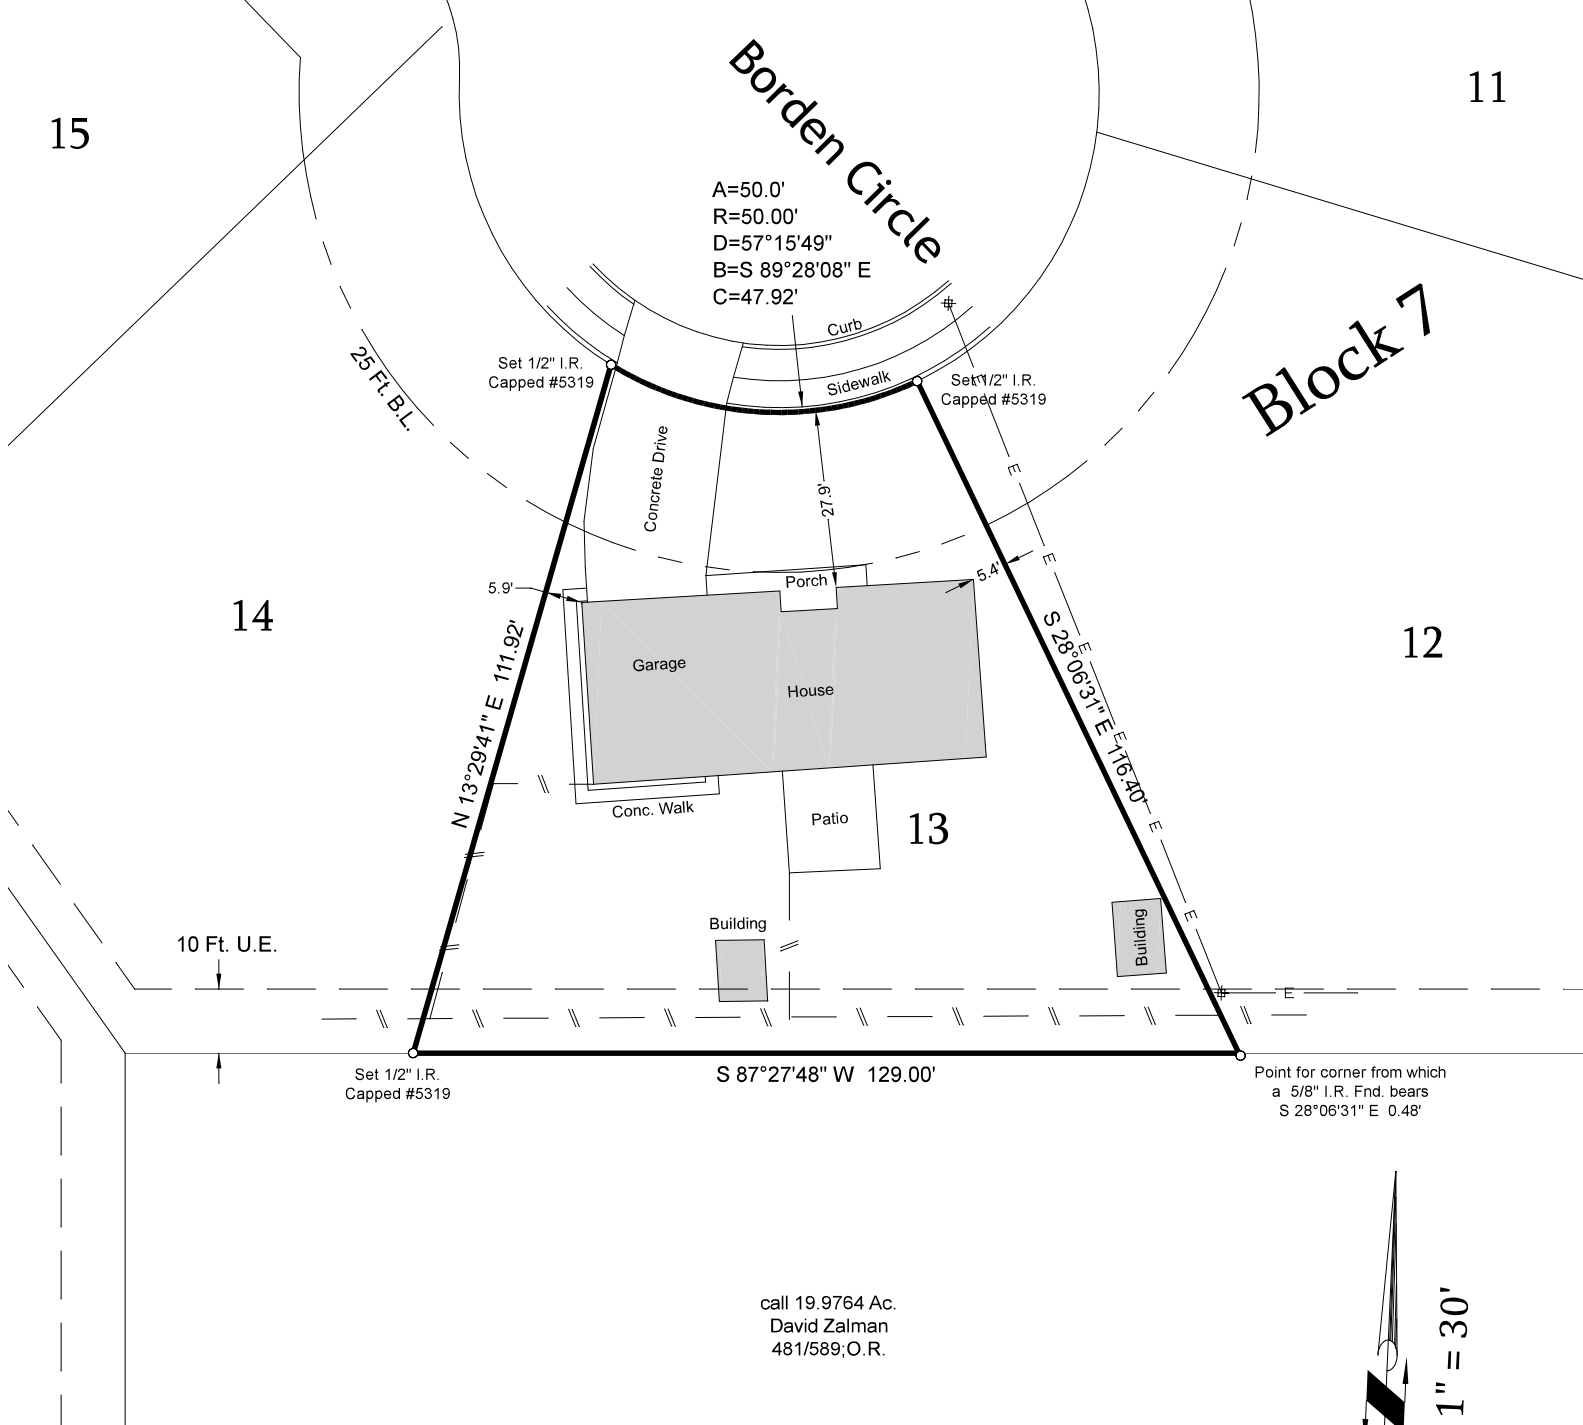 Borden Circle
11
15
A=50.0'
R=50.00'
D=57°15'49"
B=S 89°28'08" E
C=47.92'
Block 7
Curb
25 Ft. B.L.
Set 1/2" I.R.
Capped #5319
Sidewalk
Set 1/2" I.R.
Capped #5319
E
Concrete Drive
27.9'
E
E
5.4'
5.9'
Porch
14
12
N 13°29'41" E 111.92'
Garage
House
S 28°06'31" E 116.40'
E
E
Conc. Walk
Patio
13
E
E
Building
Building
10 Ft. U.E.
E
Set 1/2" I.R.
Capped #5319
S 87°27'48" W 129.00'
Point for corner from which
a 5/8" I.R. Fnd. bears
S 28°06'31" E 0.48'
call 19.9764 Ac.
David Zalman
481/589;O.R.
1" = 30'